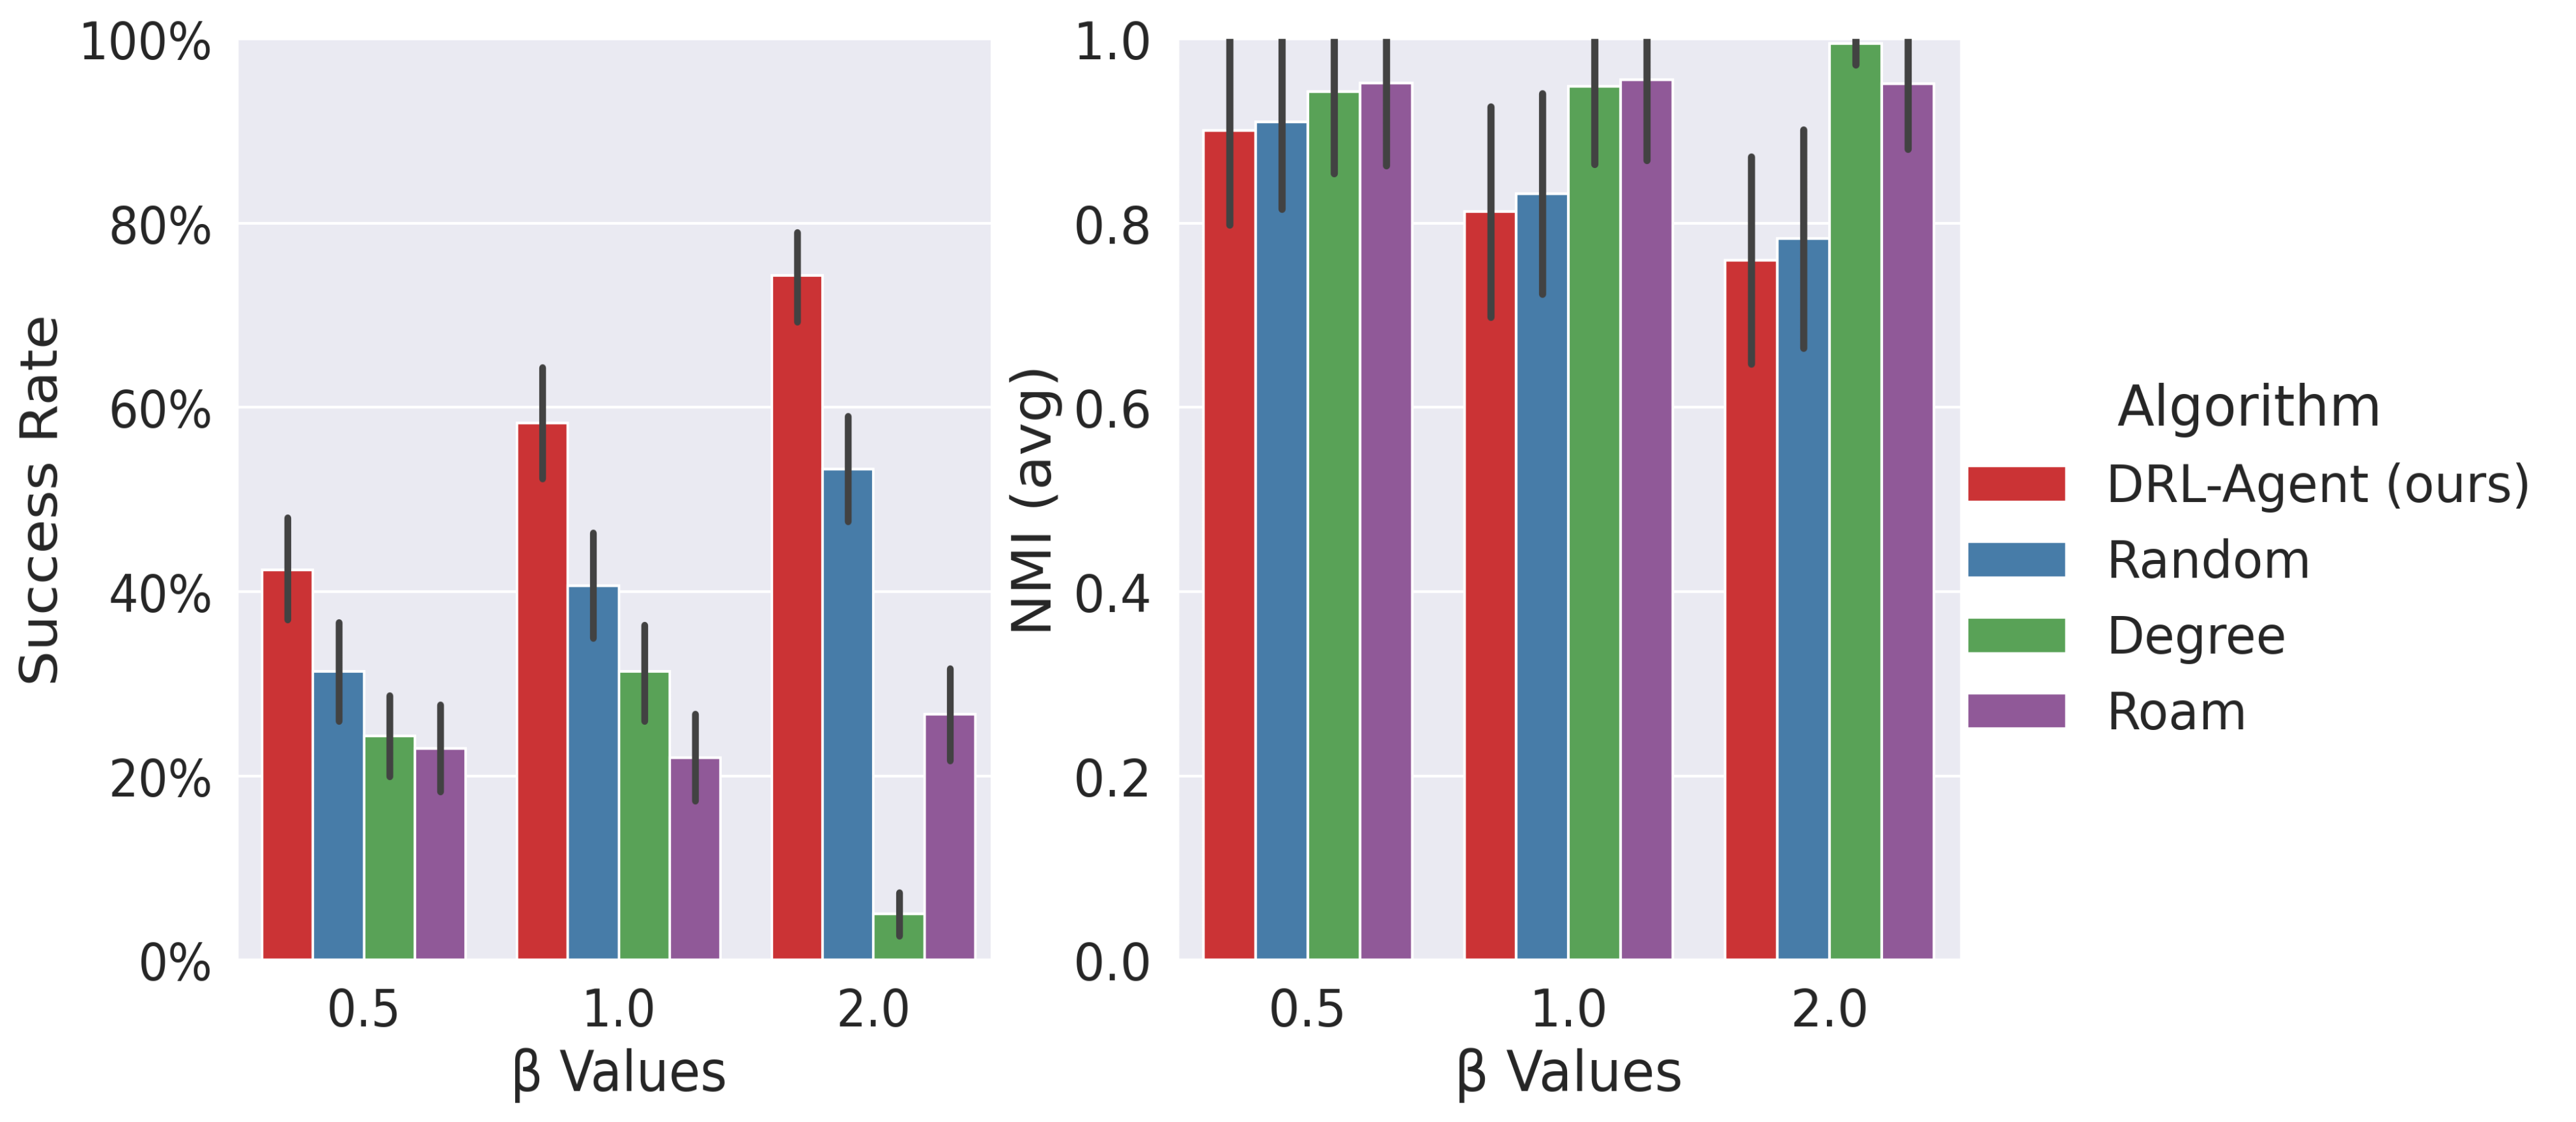 Success Rate
100%
80%
60%
40%
20%
0%
0.5 1.0 2.0
β Values
NMI (avg)
1.0
0.8
0.6
0.4
0.2
0.0
0.5 1.0 2.0
β Values
Algorithm
DRL-Agent (ours)
Random
Degree
Roam